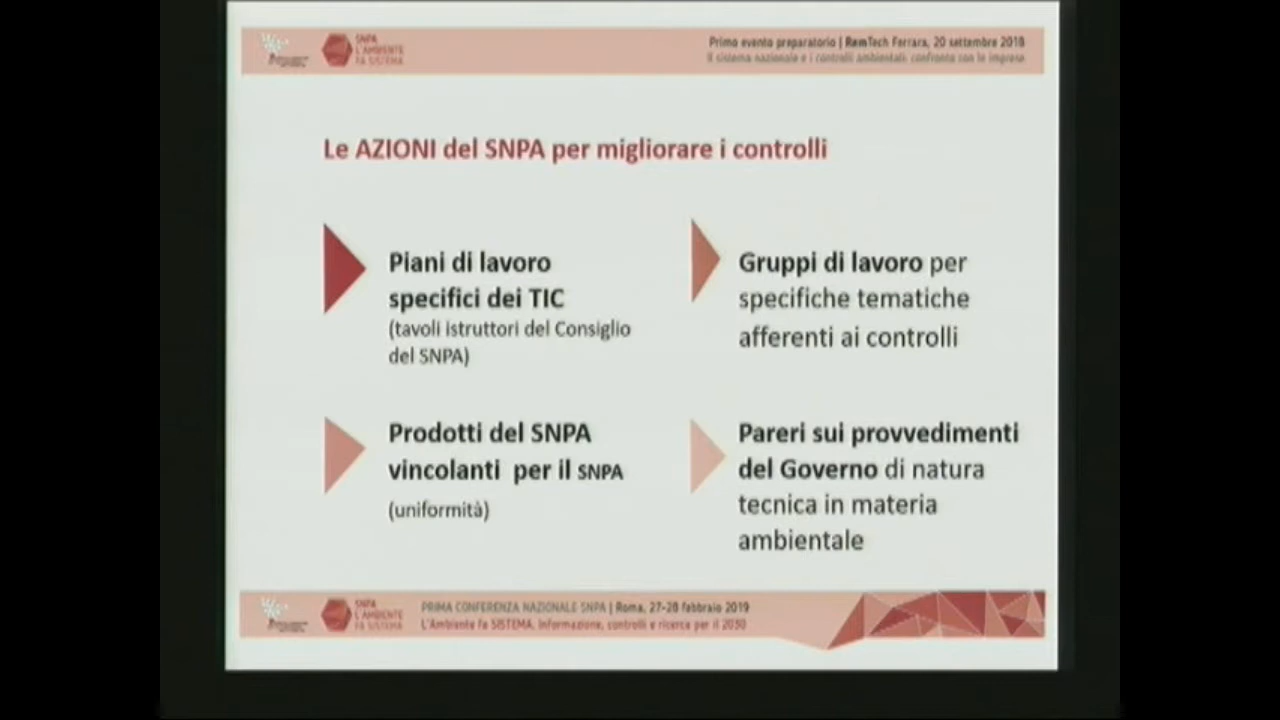 SNPA
L'AMBIENTE
FA SISTEMA
Primo evento preparatorio | RemTech Ferrara, 20 settembre 2018
Il sistema nazionale e i controlli ambientali: confronto con le imprese
Le AZIONI del SNPA per migliorare i controlli
Piani di lavoro
specifici dei TIC
(tavoli istruttori del Consiglio
del SNPA)
Gruppi di lavoro per
specifiche tematiche
afferenti ai controlli
Prodotti del SNPA
vincolanti per il SNPA
(uniformità)
Pareri sui provvedimenti
del Governo di natura
tecnica in materia
ambientale
SNPA
L'AMBIENTE
FA SISTEMA
PRIMA CONFERENZA NAZIONALE SNPA | Roma, 27-28 febbraio 2019
L'Ambiente fa SISTEMA. Informazione, controlli e ricerca per il 2030